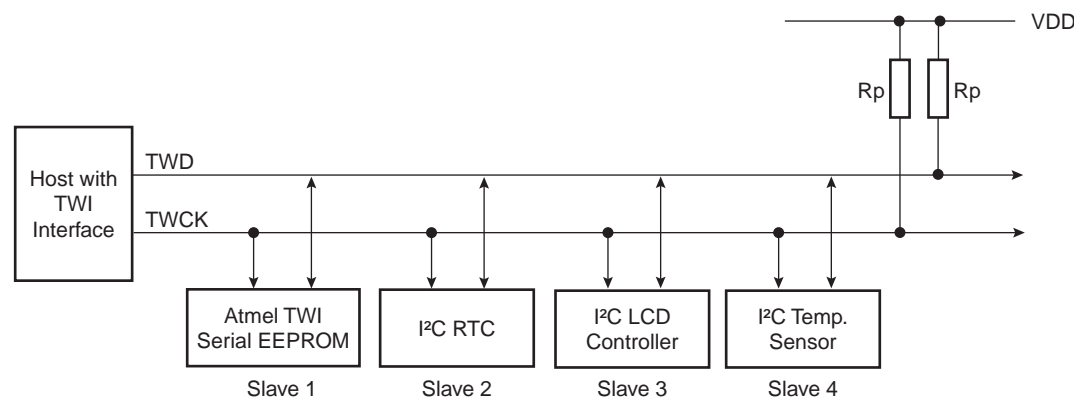 VDD
Rp
Rp
Host with
TWI
Interface
TWD
TWCK
Atmel TWI
Serial EEPROM
I²C RTC
I²C LCD
Controller
I²C Temp.
Sensor
Slave 1
Slave 2
Slave 3
Slave 4